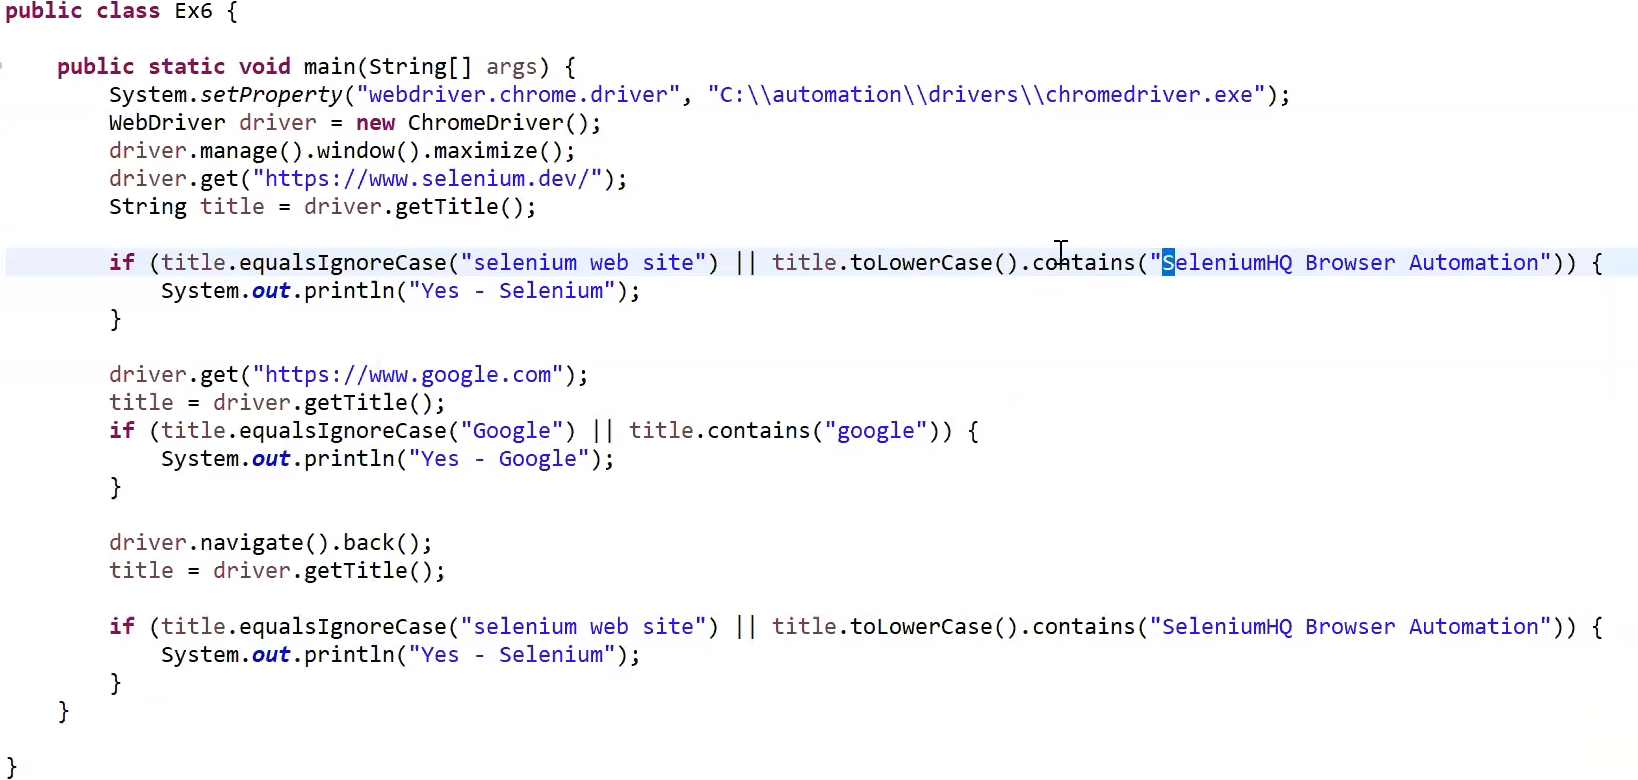 public class Ex6 {
public static void main(String[] args) {
System.setProperty("webdriver.chrome.driver", "C:\\automation\\drivers\\chromedriver.exe");
WebDriver driver = new ChromeDriver();
driver.manage().window().maximize();
driver.get("https://www.selenium.dev/");
String title = driver.getTitle();
if (title.equalsIgnoreCase("selenium web site") || title.toLowerCase().contains("SeleniumHQ Browser Automation")) {
System.out.println("Yes - Selenium");
}
driver.get("https://www.google.com");
title = driver.getTitle();
if (title.equalsIgnoreCase("Google") || title.contains("google")) {
System.out.println("Yes - Google");
}
driver.navigate().back();
title = driver.getTitle();
if (title.equalsIgnoreCase("selenium web site") || title.toLowerCase().contains("SeleniumHQ Browser Automation")) {
System.out.println("Yes - Selenium");
}
}
}